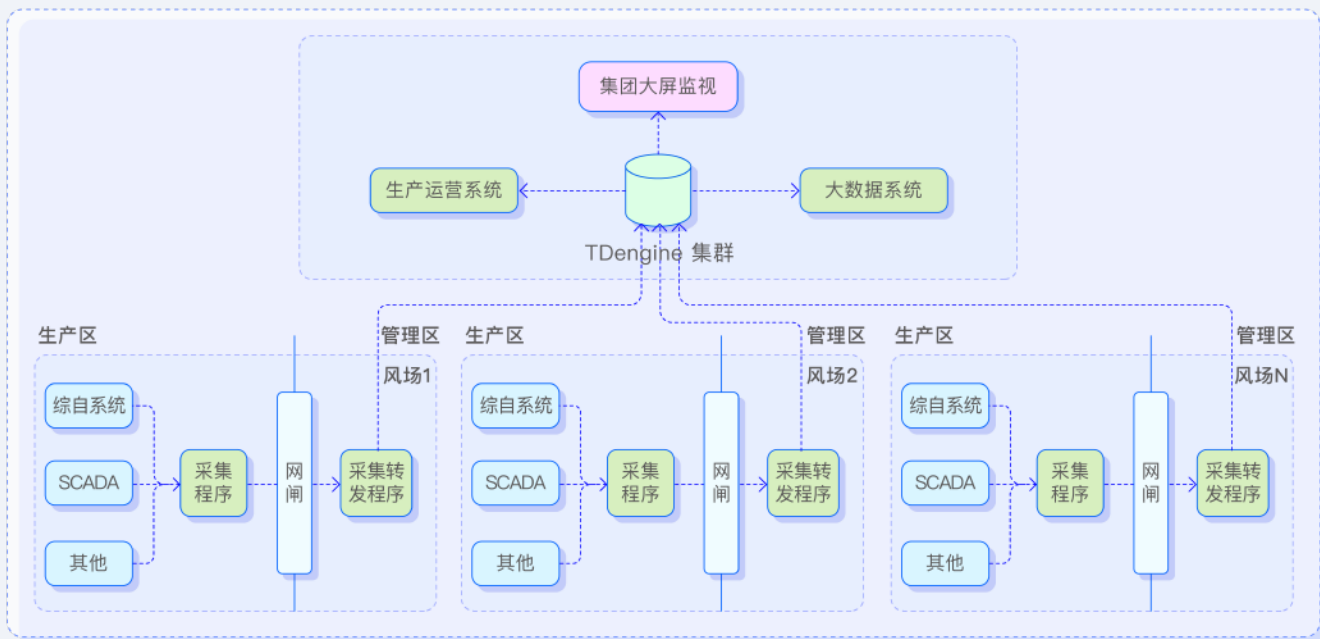 集团大屏监视
生产运营系统
大数据系统
TDengine 集群
生产区
管理区
风场1
综自系统
SCADA
其他
采集
程序
网
闸
采集转
发程序
生产区
管理区
风场2
综自系统
SCADA
其他
采集
程序
网
闸
采集转
发程序
生产区
管理区
风场N
综自系统
SCADA
其他
采集
程序
网
闸
采集转
发程序